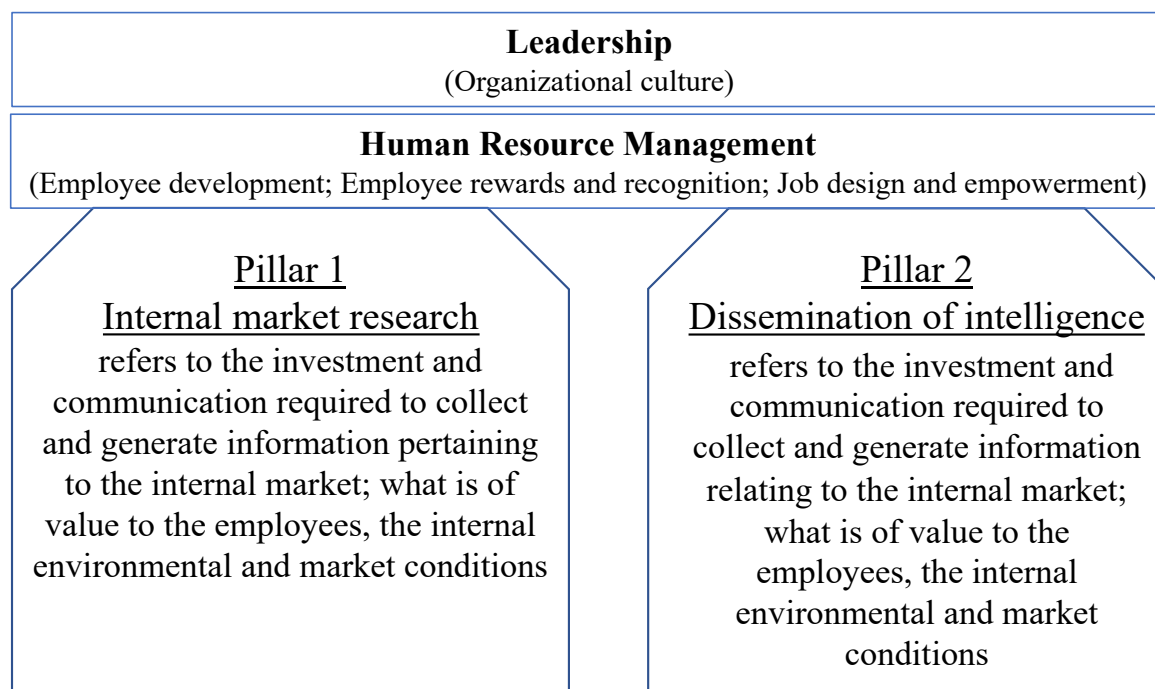 Leadership
(Organizational culture)
Human Resource Management
(Employee development; Employee rewards and recognition; Job design and empowerment)
Pillar 1
Internal market research
refers to the investment and
communication required to collect
and generate information pertaining
to the internal market; what is of
value to the employees, the internal
environmental and market conditions
Pillar 2
Dissemination of intelligence
refers to the investment and
communication required to
collect and generate information
relating to the internal market;
what is of value to the
employees, the internal
environmental and market
conditions